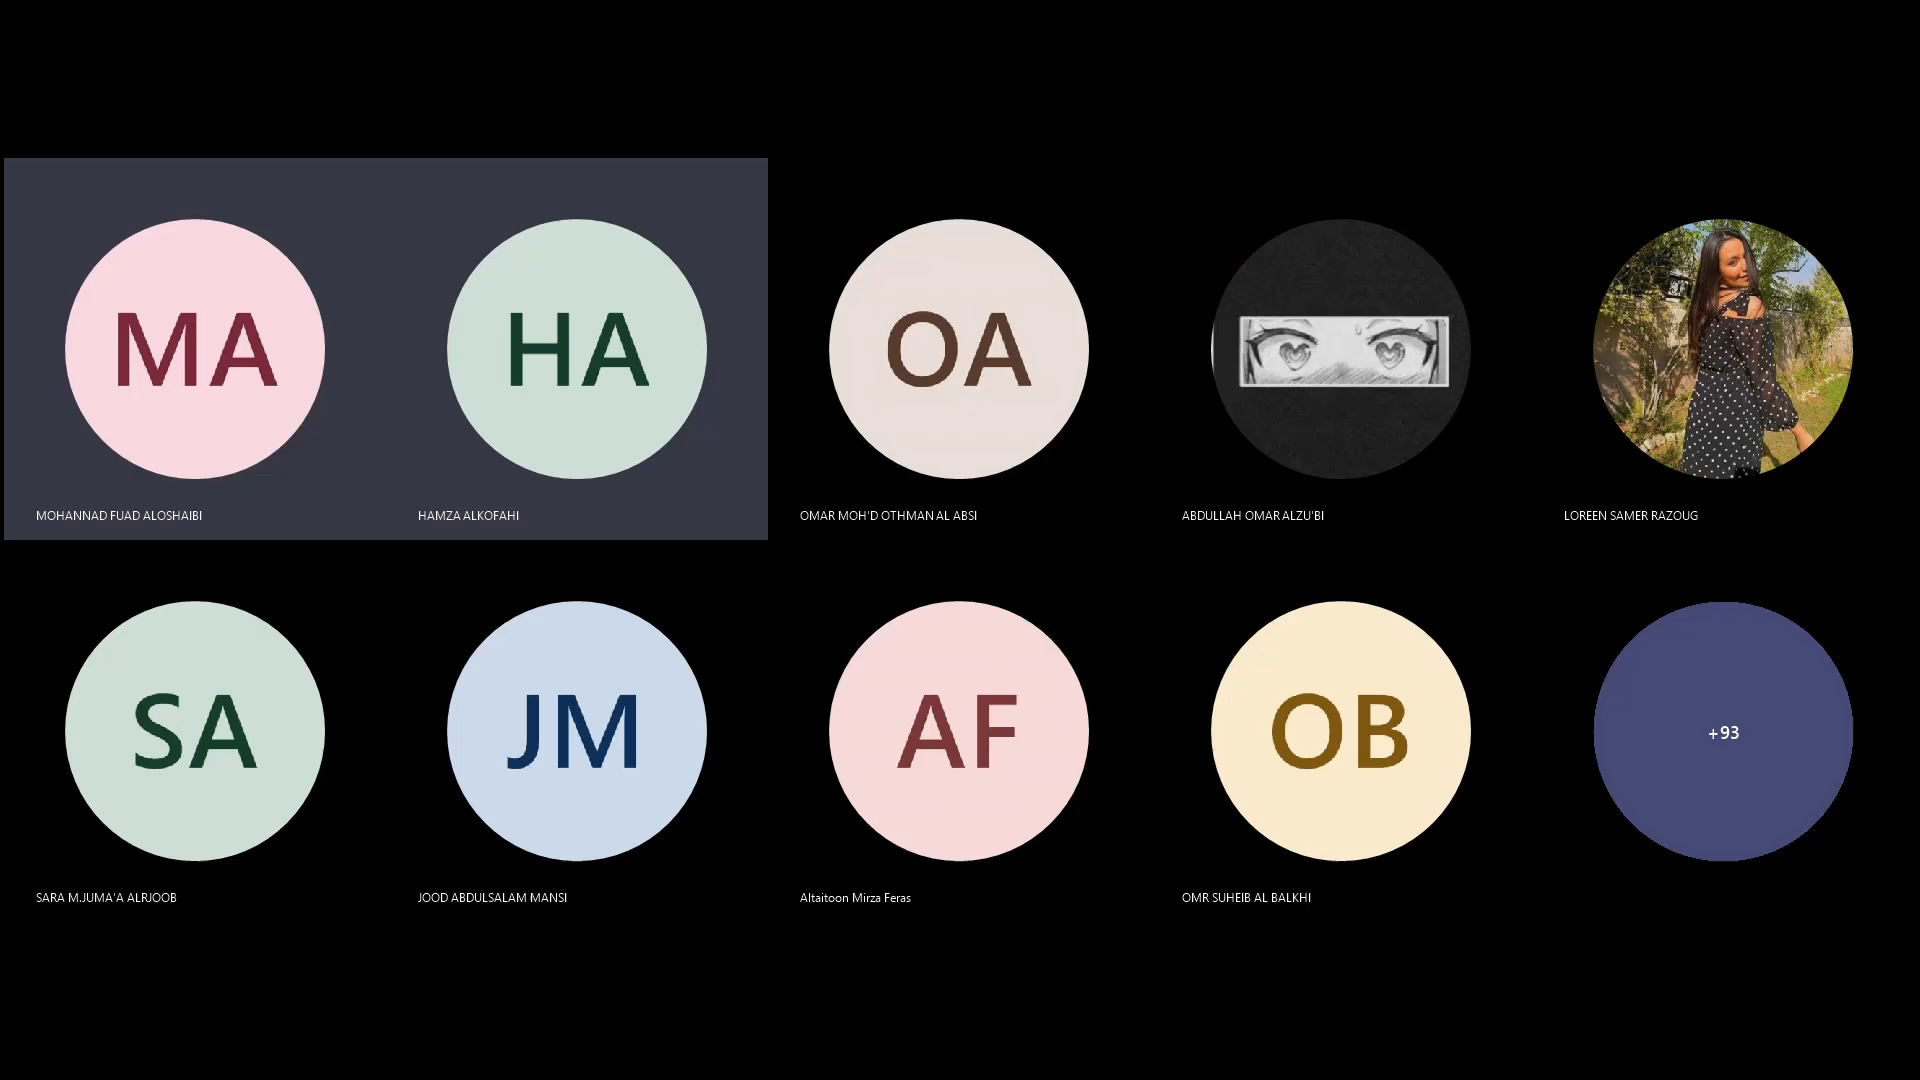 MA
HA
OA
MOHANNAD FUAD ALOSHAIBI
HAMZA ALKOFAHI
OMAR MOH'D OTHMAN AL ABSI
ABDULLAH OMAR ALZU'BI
LOREEN SAMER RAZOUG
SA
JM
AF
OB
+93
SARA M.JUMA'A ALRJOOB
JOOD ABDULSALAM MANSI
Altaitoon Mirza Feras
OMR SUHEIB AL BALKHI